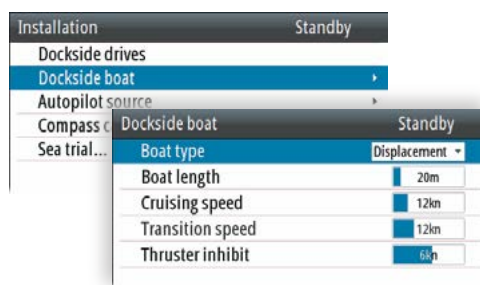 Installation Standby
Dockside drives
Dockside boat
Autopilot source
Compass c
Sea trial...
Dockside boat Standby
Boat type Displacement
Boat length 20m
Cruising speed 12kn
Transition speed 12kn
Thruster inhibit 6kn